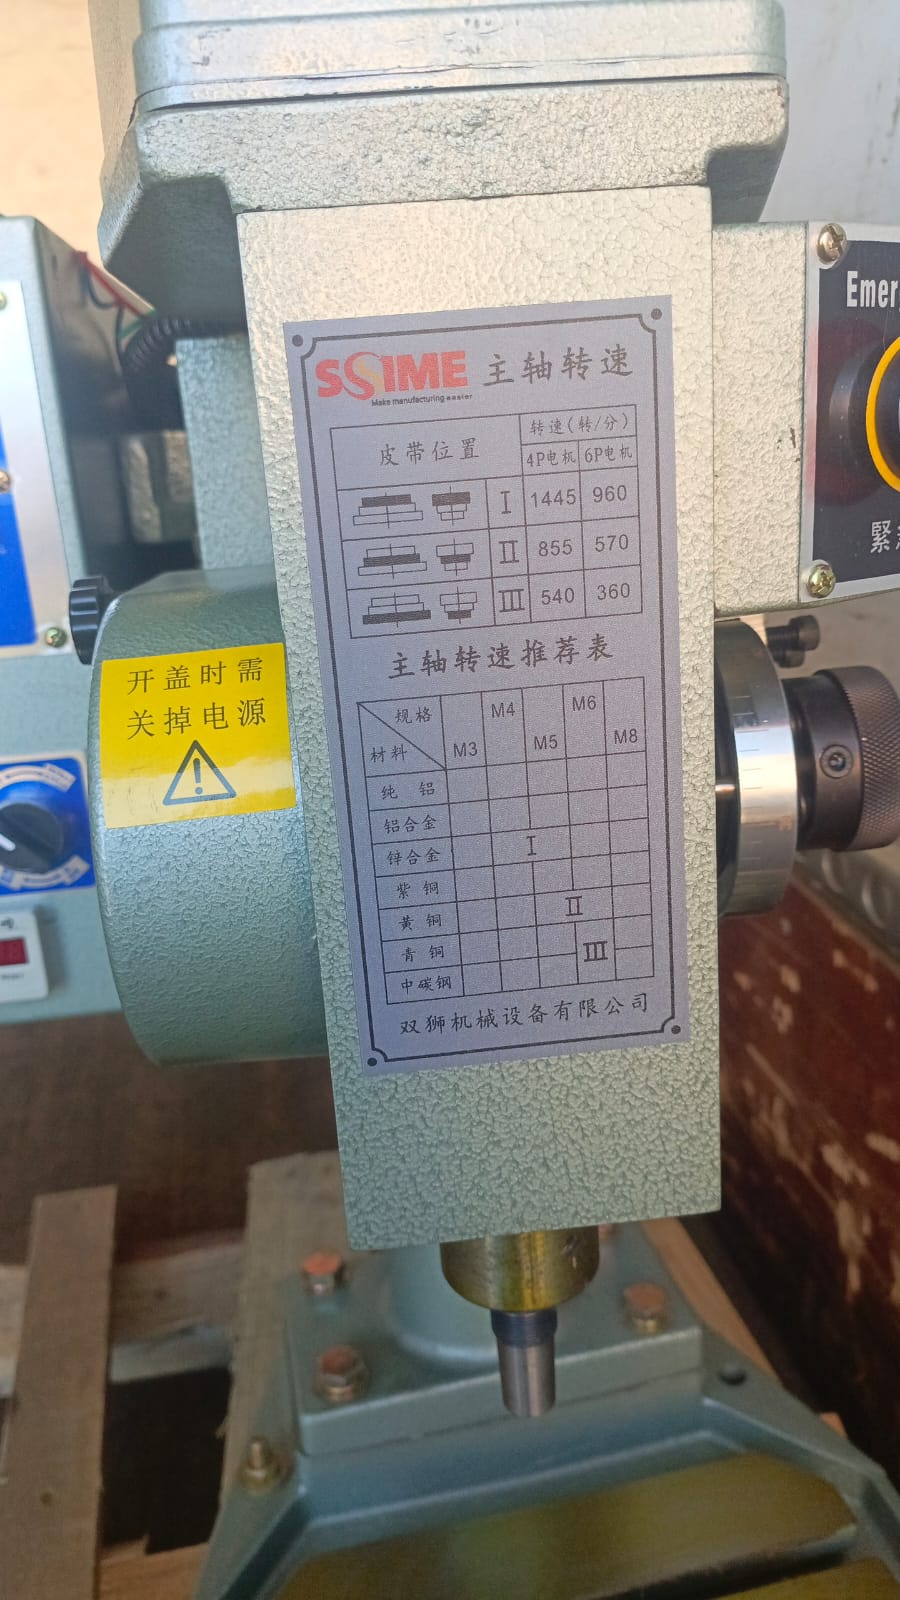 SSIME 主轴转速
Make manufacturing easier
皮带位置 转速(转/分)
4P电机 6P电机
I 1445 960
II 855 570
III 540 360
主轴转速推荐表
规格 材料 M3 M4 M5 M6 M8
纯铝
铝合金
锌合金 I
紫铜
黄铜 II
青铜 III
中碳钢
双狮机械设备有限公司
开盖时需
关掉电源
!
緊